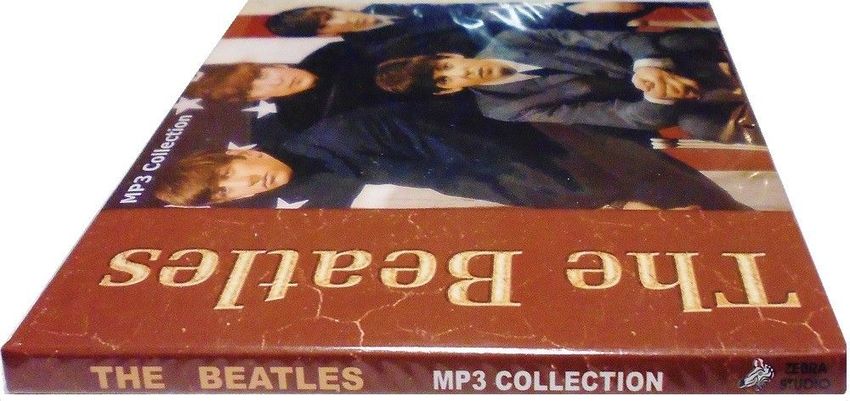 MP3 Collection
The Beatles
THE BEATLES MP3 COLLECTION ZEBRA
STUDIO